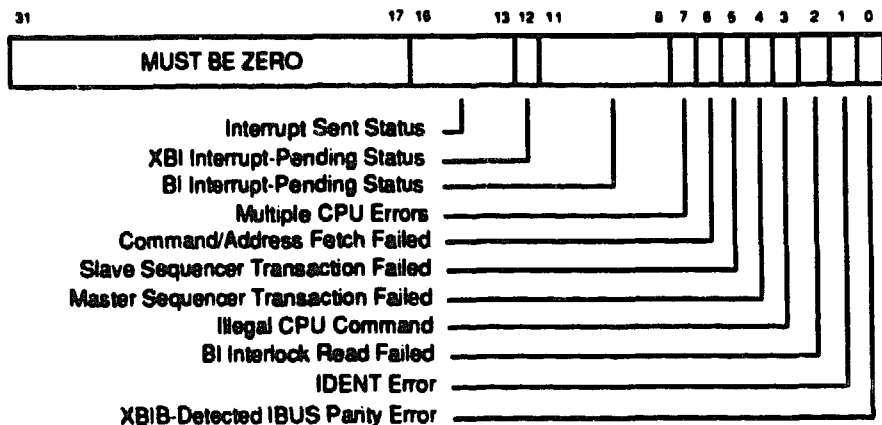 31 17 16 13 12 11 8 7 6 5 4 3 2 1 0
MUST BE ZERO
Interrupt Sent Status
XBI Interrupt-Pending Status
BI Interrupt-Pending Status
Multiple CPU Errors
Command/Address Fetch Failed
Slave Sequencer Transaction Failed
Master Sequencer Transaction Failed
Illegal CPU Command
BI Interlock Read Failed
IDENT Error
XBIB-Detected IBUS Parity Error